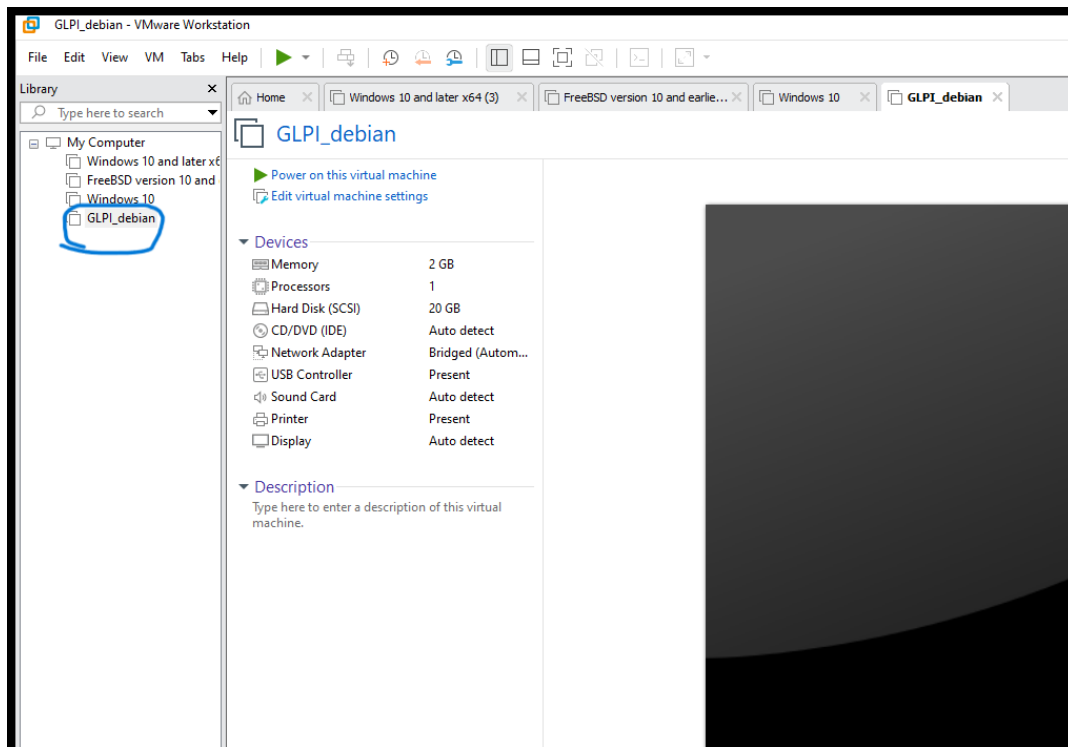 GLPI_debian - VMware Workstation
File Edit View VM Tabs Help
Library
Type here to search
My Computer
Windows 10 and later x6
FreeBSD version 10 and
Windows 10
GLPI_debian
Home
Windows 10 and later x64 (3)
FreeBSD version 10 and earlie...
Windows 10
GLPI_debian
GLPI_debian
Power on this virtual machine
Edit virtual machine settings
Devices
Memory 2 GB
Processors 1
Hard Disk (SCSI) 20 GB
CD/DVD (IDE) Auto detect
Network Adapter Bridged (Autom...
USB Controller Present
Sound Card Auto detect
Printer Present
Display Auto detect
Description
Type here to enter a description of this virtual
machine.